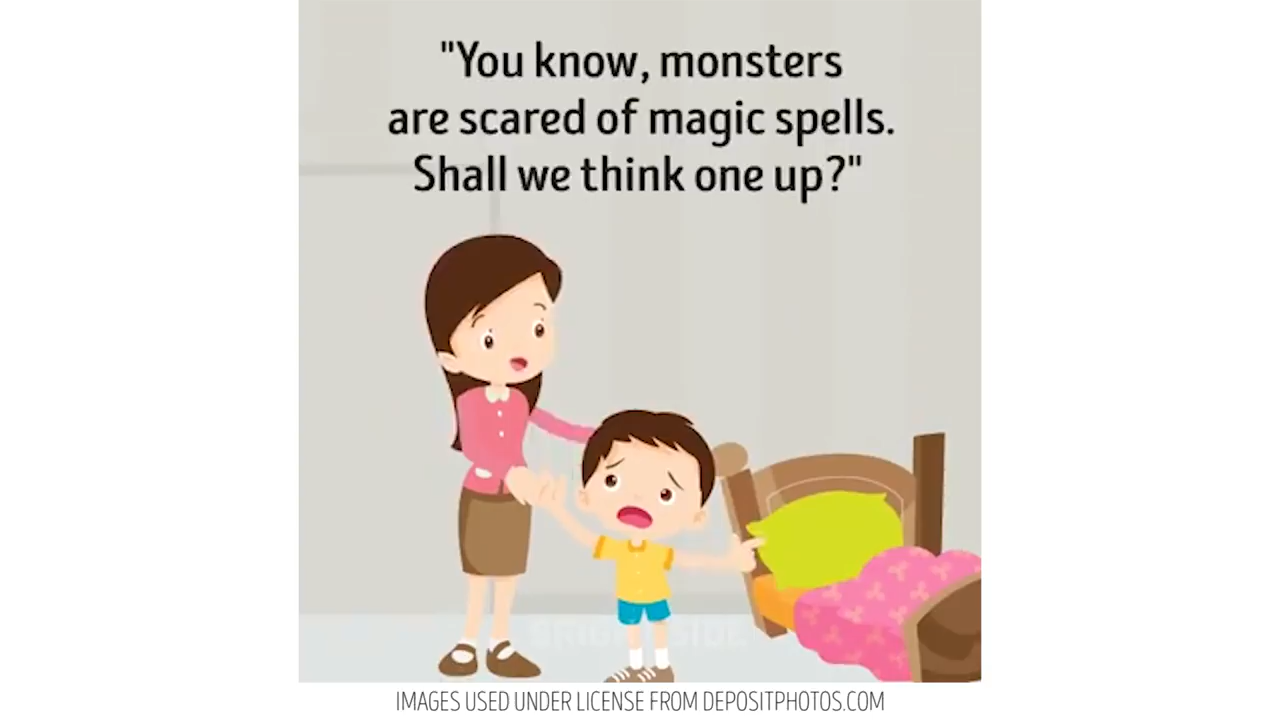 "You know, monsters
are scared of magic spells.
Shall we think one up?"
IMAGES USED UNDER LICENSE FROM DEPOSITPHOTOS.COM